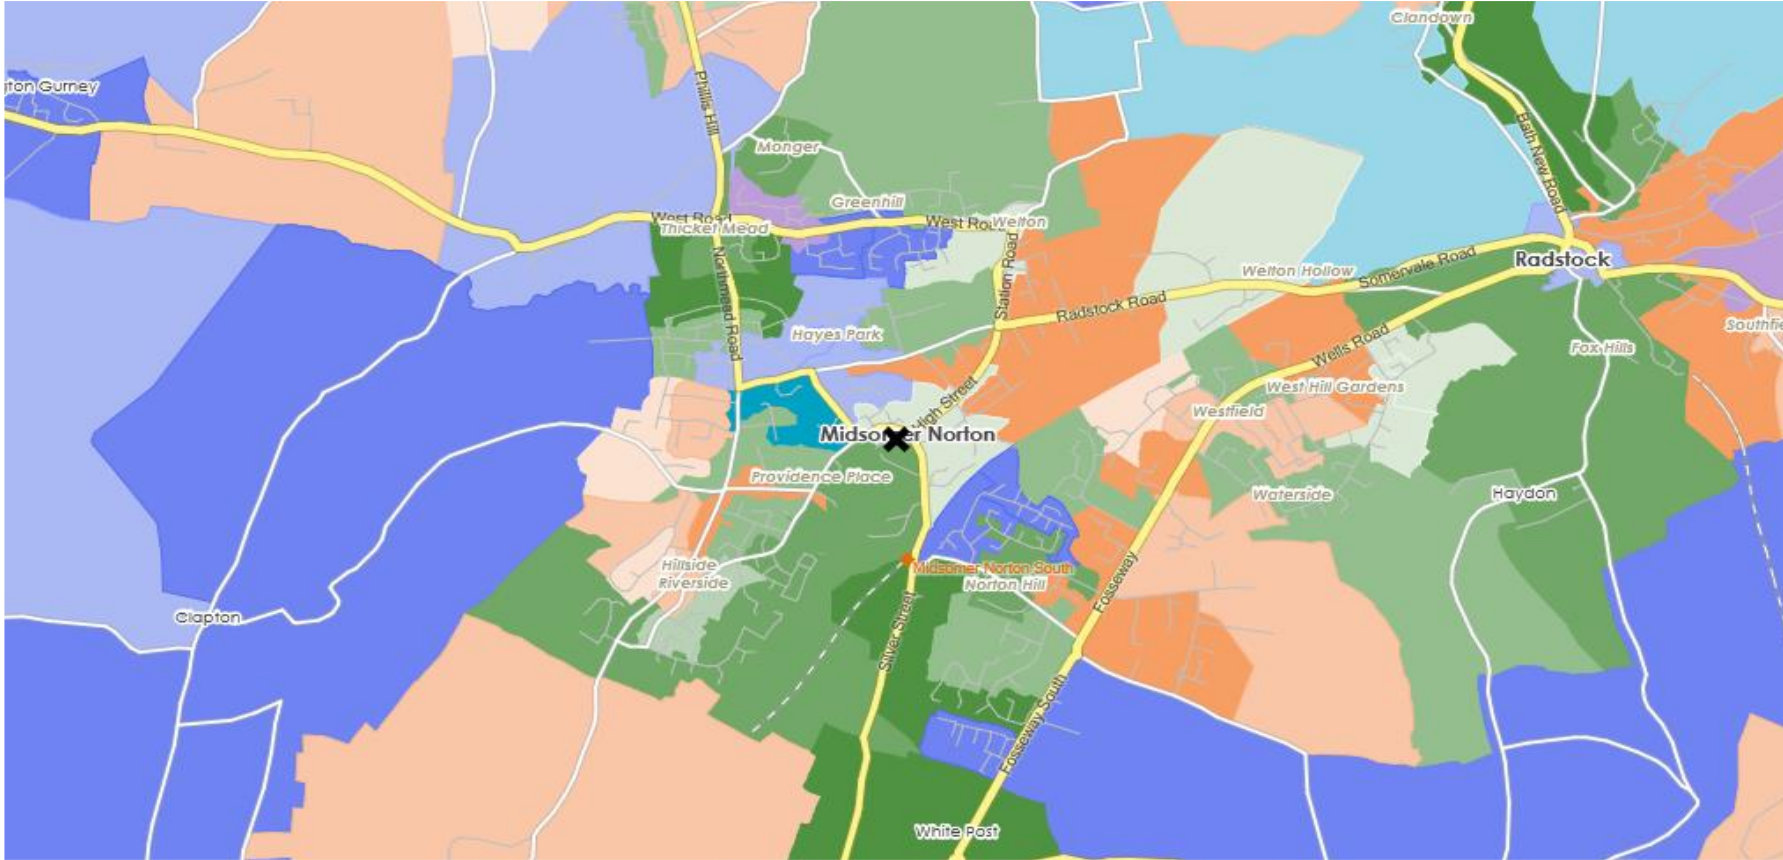 Clandown
Phillis Hill
Bath New Road
Monger
Greenhill
West Road
West Road
Welton
Thicket Mead
Northmead Road
Station Road
Welton Hollow
Somervale Road
Radstock
Radstock Road
Southfie
Hayes Park
Wells Road
Fox Hills
West Hill Gardens
High Street
Westfield
Midsomer Norton
Providence Place
Waterside
Haydon
Hillside
Riverside
Midsomer Norton South
Norton Hill
Fosseway
Clapton
Silver Street
Fosseway South
White Post